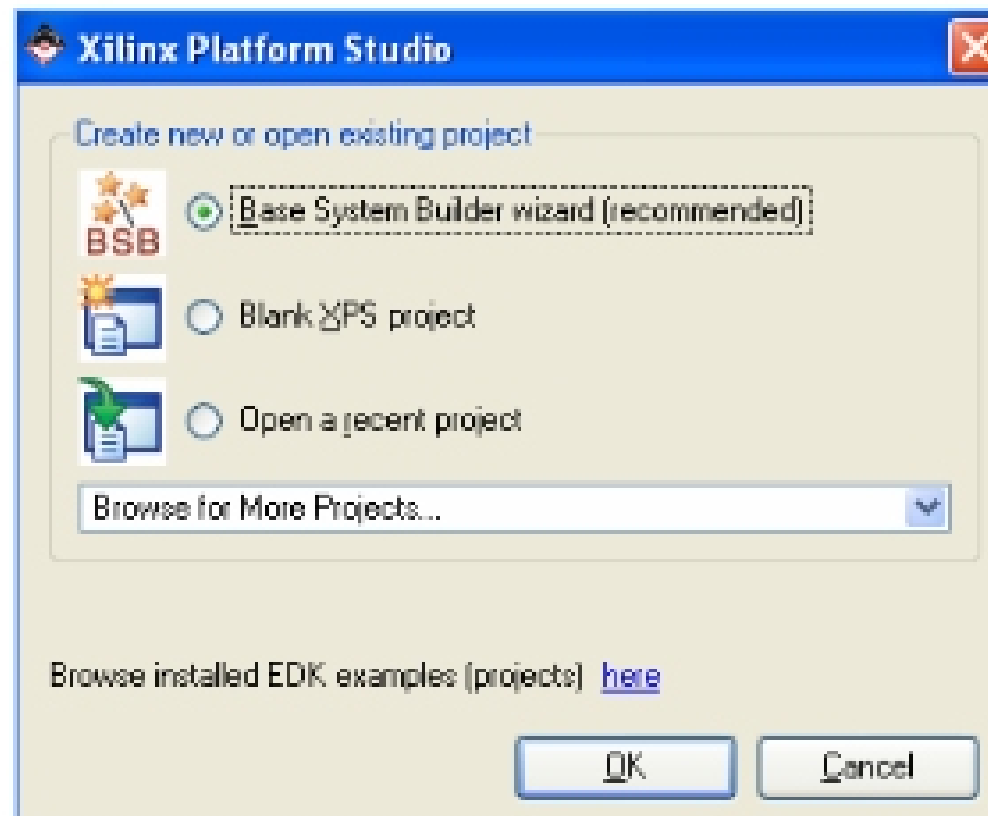 Xilinx Platform Studio
Create new or open existing project
BSB
Base System Builder wizard (recommended)
Blank XPS project
Open a recent project
Browse for More Projects...
Browse installed EDK examples (projects) here
OK
Cancel